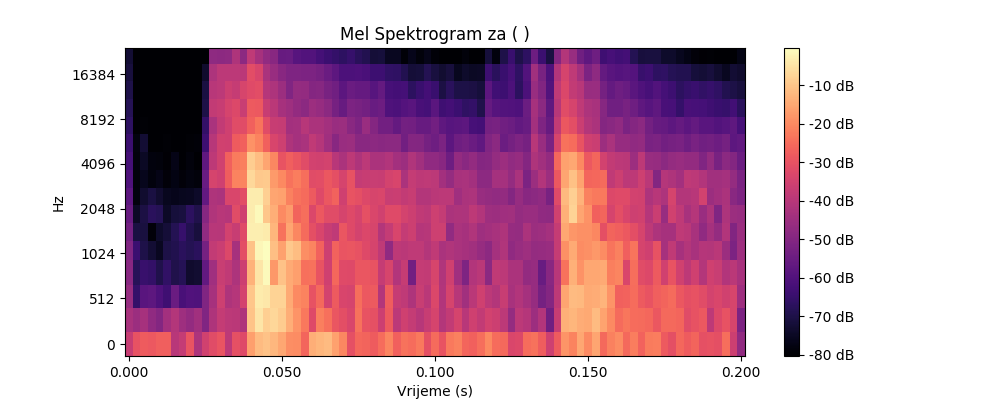 Mel Spektrogram za ( )
16384
8192
4096
2048
1024
512
0
Hz
0.000 0.050 0.100 0.150 0.200
Vrijeme (s)
-10 dB
-20 dB
-30 dB
-40 dB
-50 dB
-60 dB
-70 dB
-80 dB